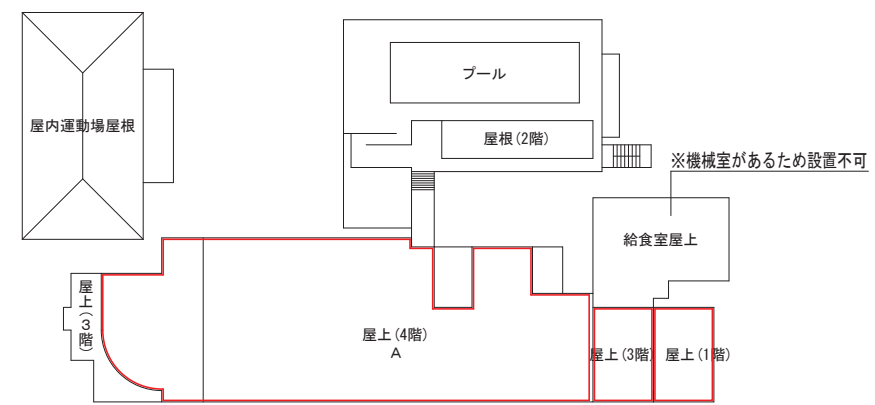 プール
屋内運動場屋根
屋根(2階)
※機械室があるため設置不可
給食室屋上
屋上(3階)
屋上(4階)
A
屋上(3階)
屋上(1階)